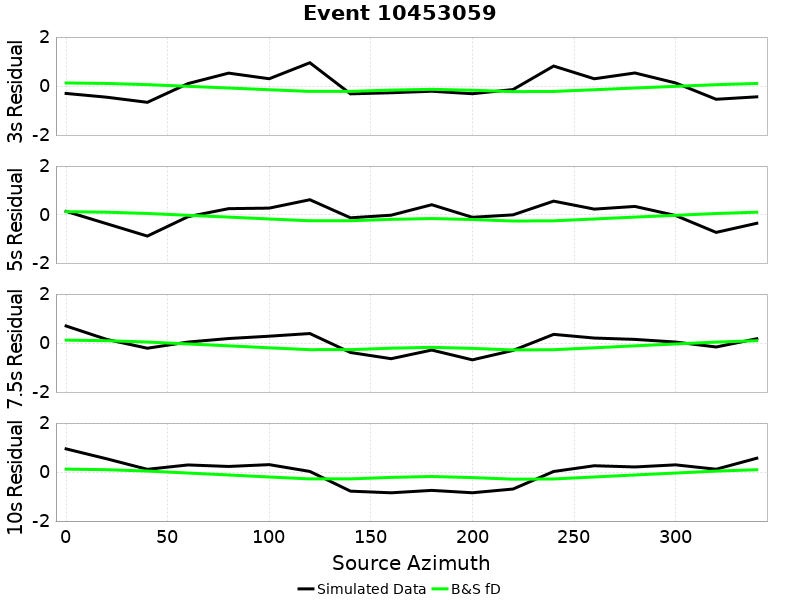 Event 10453059
3s Residual
2
0
-2
5s Residual
2
0
-2
7.5s Residual
2
0
-2
10s Residual
2
0
-2
0 50 100 150 200 250 300
Source Azimuth
Simulated Data B&S fD